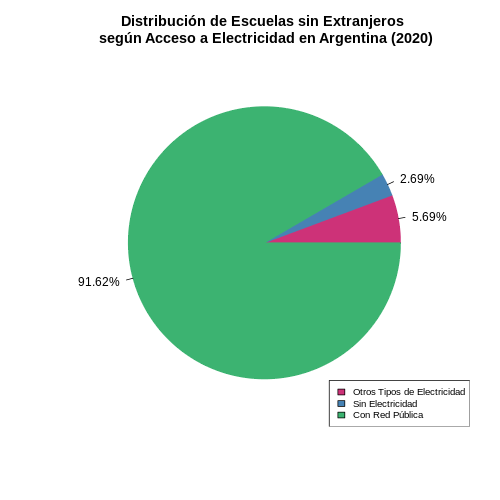 Distribución de Escuelas sin Extranjeros
según Acceso a Electricidad en Argentina (2020)
2.69%
5.69%
91.62%
Otros Tipos de Electricidad
Sin Electricidad
Con Red Pública